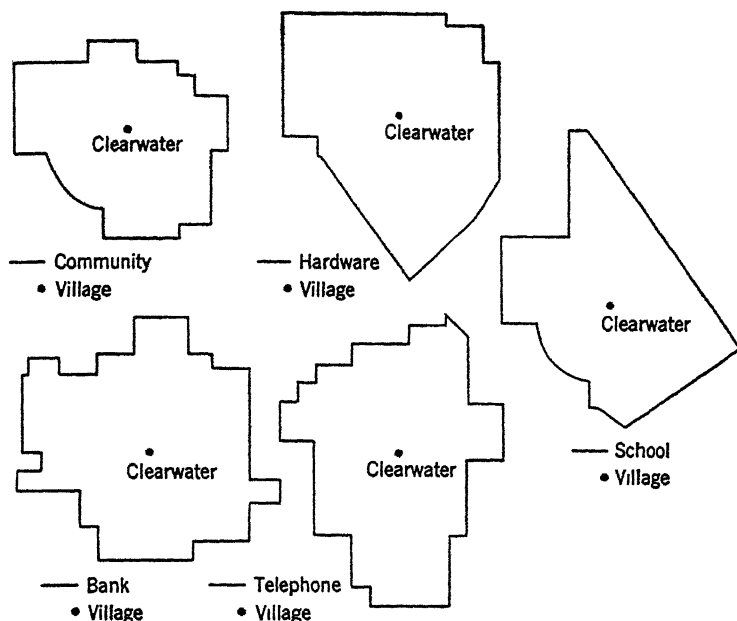 Clearwater
Community
Village
Clearwater
Hardware
Village
Clearwater
School
Village
Clearwater
Bank
Village
Clearwater
Telephone
Village